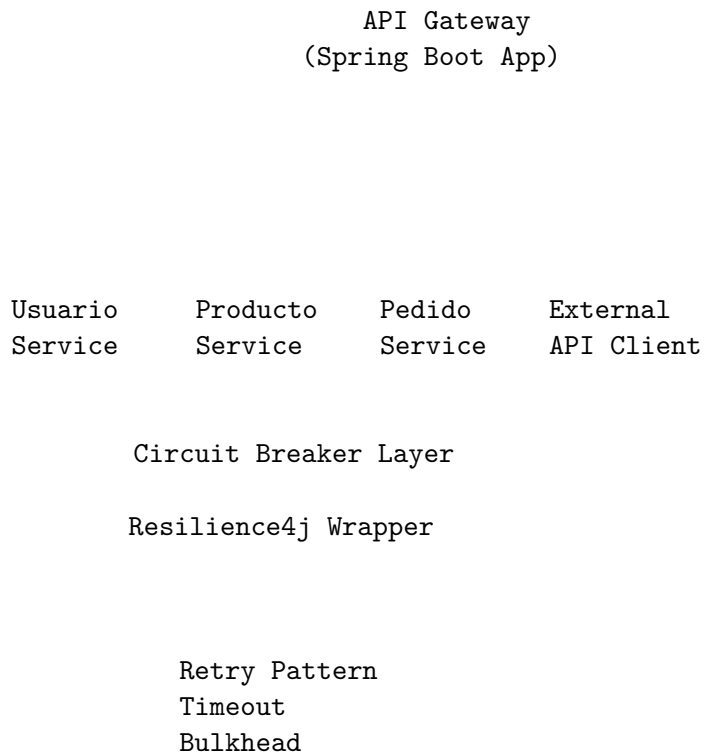 API Gateway
(Spring Boot App)
Usuario Producto Pedido External
Service Service Service API Client
Circuit Breaker Layer
Resilience4j Wrapper
Retry Pattern
Timeout
Bulkhead